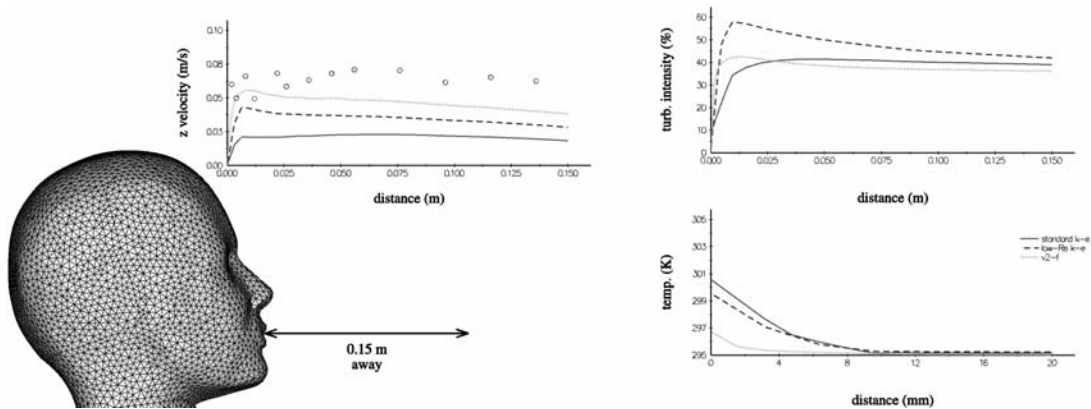 z velocity (m/s)
0.10
0.08
0.05
0.03
0.00
0.000 0.025 0.050 0.075 0.100 0.125 0.150
distance (m)
turb. intensity (%)
60
50
40
30
20
10
0
0.000 0.025 0.050 0.075 0.100 0.125 0.150
distance (m)
0.15 m
away
temp. (K)
305
303
301
299
297
295
0 4 8 12 16 20
distance (mm)
standard k-e
low-Re k-e
v2-f